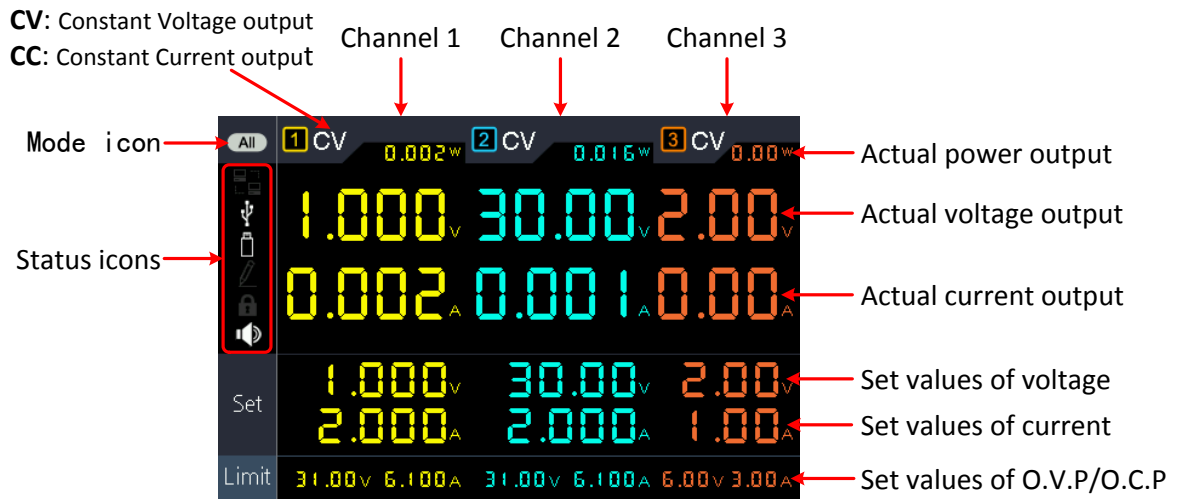 CV: Constant Voltage output
CC: Constant Current output
Channel 1 Channel 2 Channel 3
Mode icon
All 1 CV 0.002W 2 CV 0.016W 3 CV 0.00W
Actual power output
1.000V 30.00V 2.00V
Actual voltage output
Status icons
0.002A 0.001A 0.00A
Actual current output
Set
1.000V 30.00V 2.00V
Set values of voltage
2.000A 2.000A 1.00A
Set values of current
Limit 31.00V 6.100A 31.00V 6.100A 6.00V 3.00A
Set values of O.V.P/O.C.P